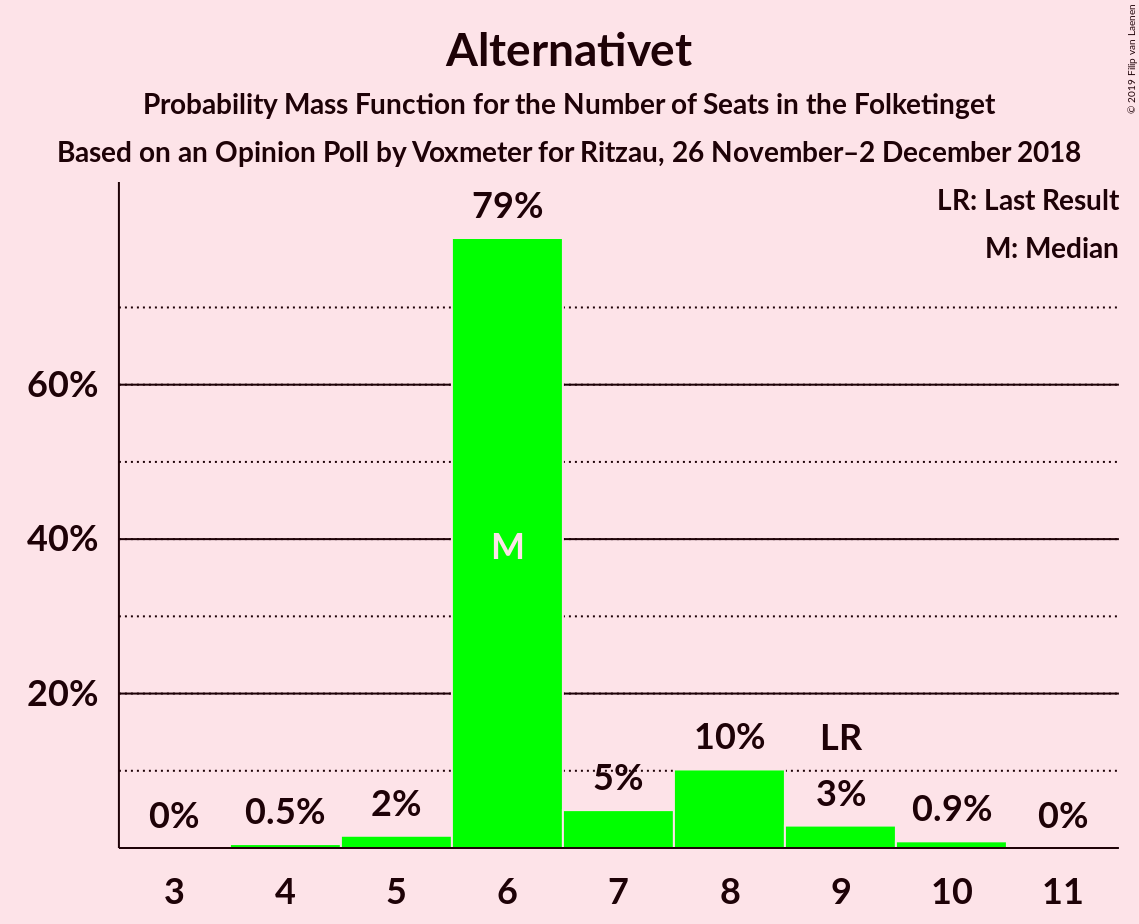 Alternativet
Probability Mass Function for the Number of Seats in the Folketinget
Based on an Opinion Poll by Voxmeter for Ritzau, 26 November–2 December 2018
© 2019 Filip van Laenen
LR: Last Result
M: Median
79%
60%
40%
M
20%
10%
LR
5%
3%
2%
0.5%
0.9%
0%
0%
3 4 5 6 7 8 9 10 11